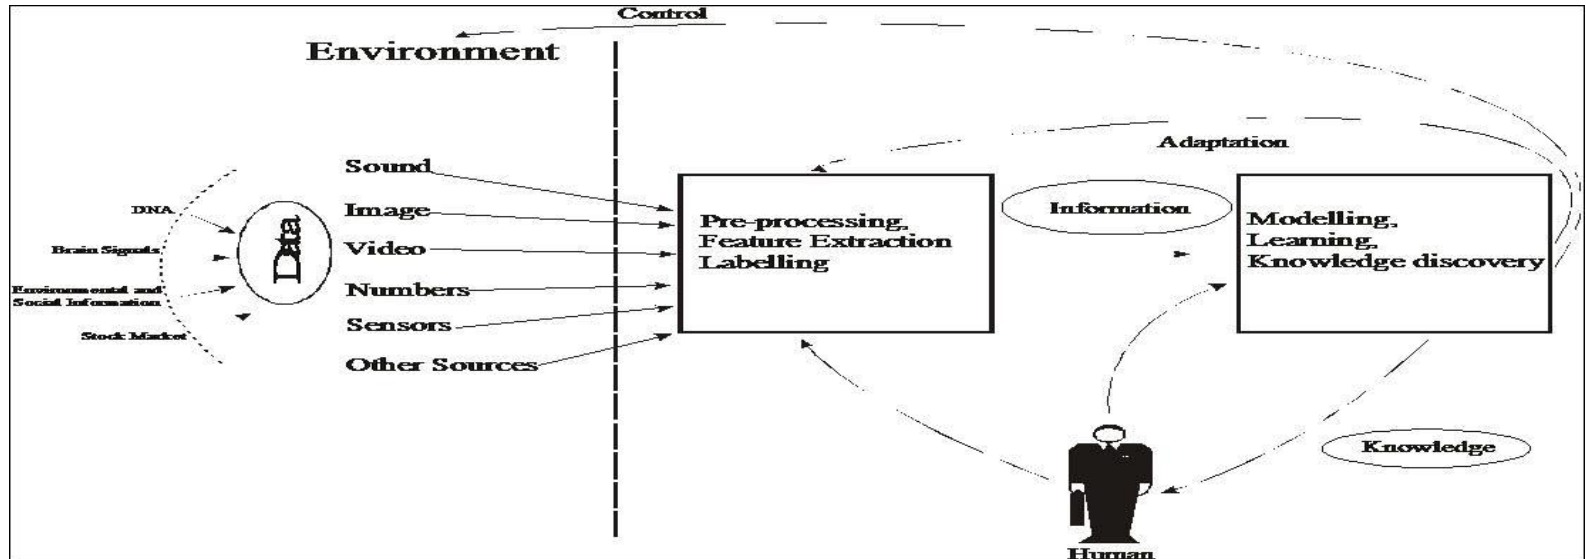 Control
Environment
Adaptation
Sound
DNA
Data
Image
Information
Pre-processing,
Feature Extraction
Labelling
Modelling,
Learning,
Knowledge discovery
Brain Signals
Video
Environmental and
Social Information
Numbers
Stock Market
Sensors
Other Sources
Knowledge
Human